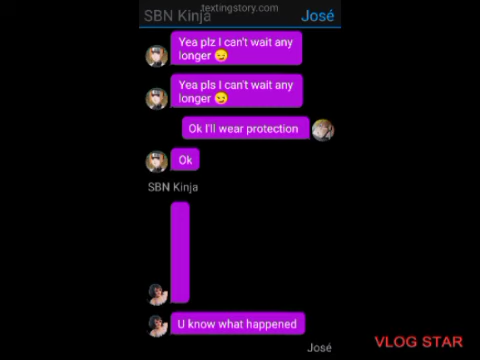 textingstory.com
SBN Kinja José
Yea plz I can't wait any
longer 😏
Yea pls I can't wait any
longer 😏
Ok I'll wear protection
Ok
SBN Kinja
U know what happened
José
VLOG STAR